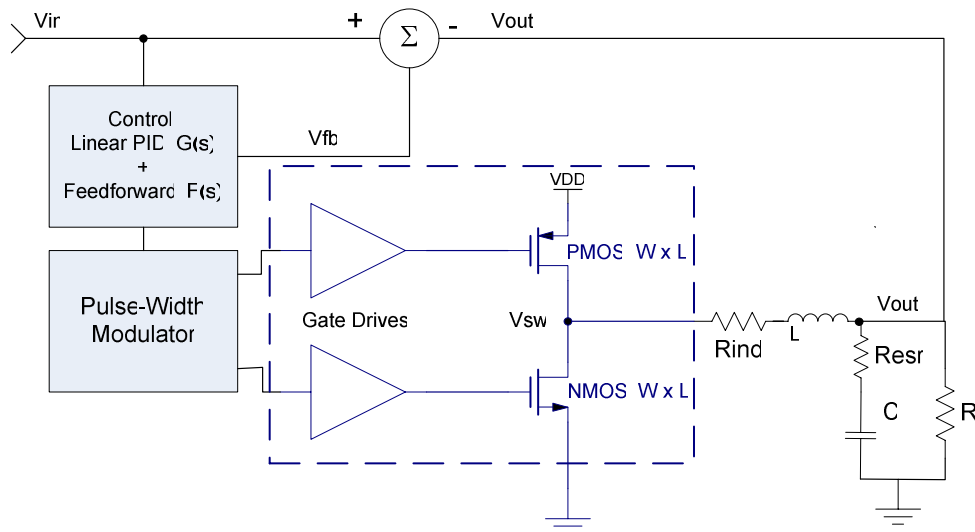 Vir
+
Σ
-
Vout
Control
Linear PID G(s)
+
Feedforward F(s)
Vfb
VDD
PMOS W x L
Pulse-Width
Modulator
Gate Drives
Vsw
Vout
Rind
L
Resr
NMOS W x L
C
R